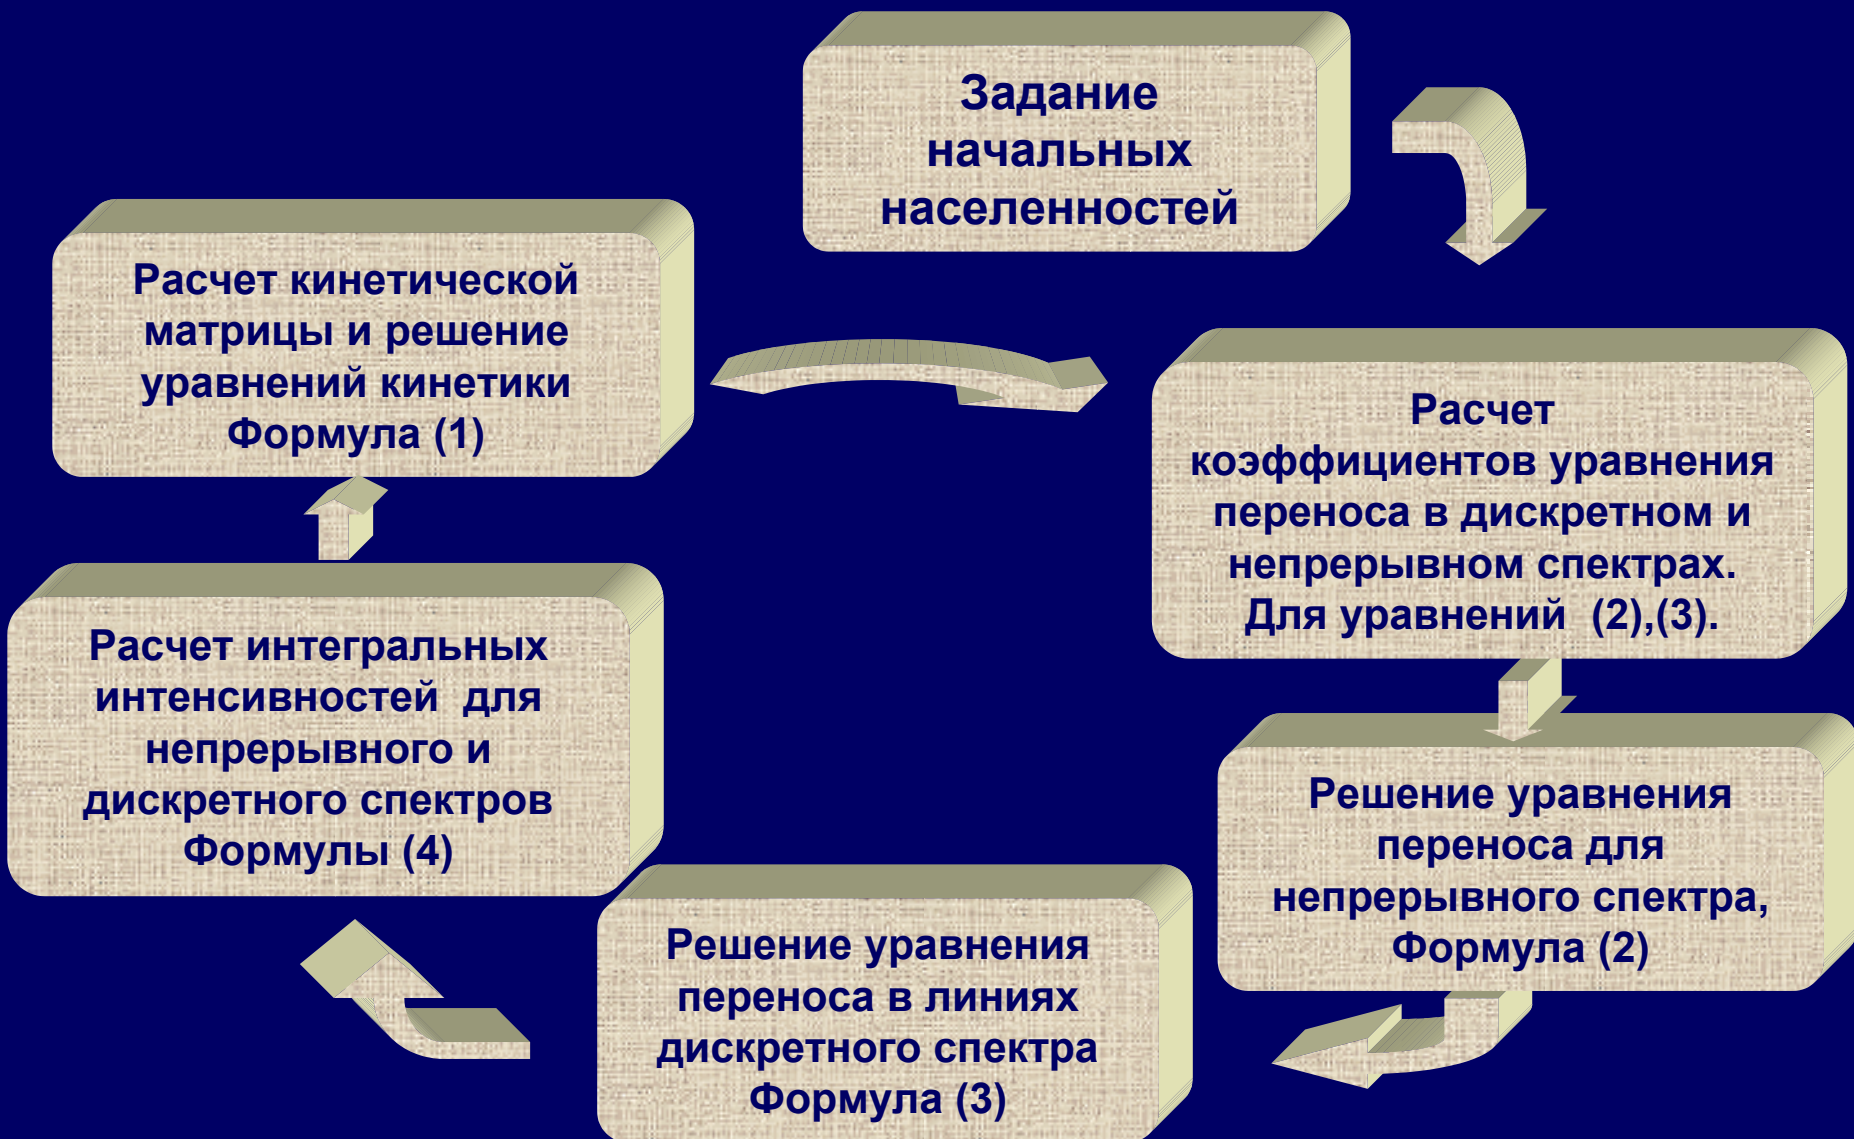 Задание
начальных
населенностей
Расчет кинетической
матрицы и решение
уравнений кинетики
Формула (1)
Расчет
коэффициентов уравнения
переноса в дискретном и
непрерывном спектрах.
Для уравнений (2),(3).
Расчет интегральных
интенсивностей для
непрерывного и
дискретного спектров
Формулы (4)
Решение уравнения
переноса для
непрерывного спектра,
Формула (2)
Решение уравнения
переноса в линиях
дискретного спектра
Формула (3)